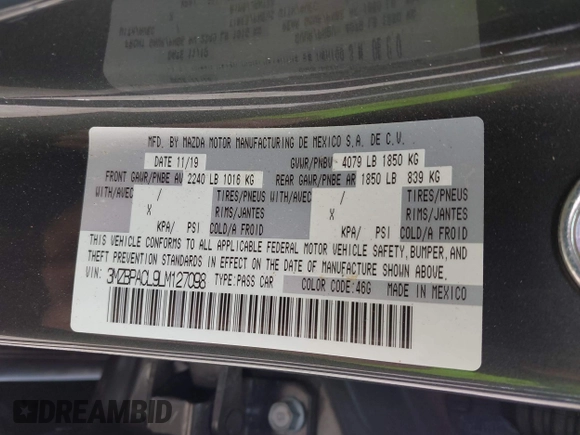 MFD. BY MAZDA MOTOR MANUFACTURING DE MEXICO S.A. DE C.V.
DATE 11/19 GVWR/PNBV 4079 LB 1850 KG
FRONT GAWR/PNBE AV 2240 LB 1016 KG REAR GAWR/PNBE AR 1850 LB 839 KG
WITH/AVEC / TIRES/PNEUS WITH/AVEC / TIRES/PNEUS
X RIMS/JANTES X RIMS/JANTES
KPA/ PSI COLD/A FROID KPA/ PSI COLD/A FROID
THIS VEHICLE CONFORMS TO ALL APPLICABLE FEDERAL MOTOR VEHICLE SAFETY, BUMPER, AND
THEFT PREVENTION STANDARDS IN EFFECT ON THE DATE OF MANUFACTURE SHOWN ABOVE.
VIN: 3MZBPACL9LM127098 TYPE:PASS CAR COLOR CODE:46G MADE IN MEXICO
DREAMBID